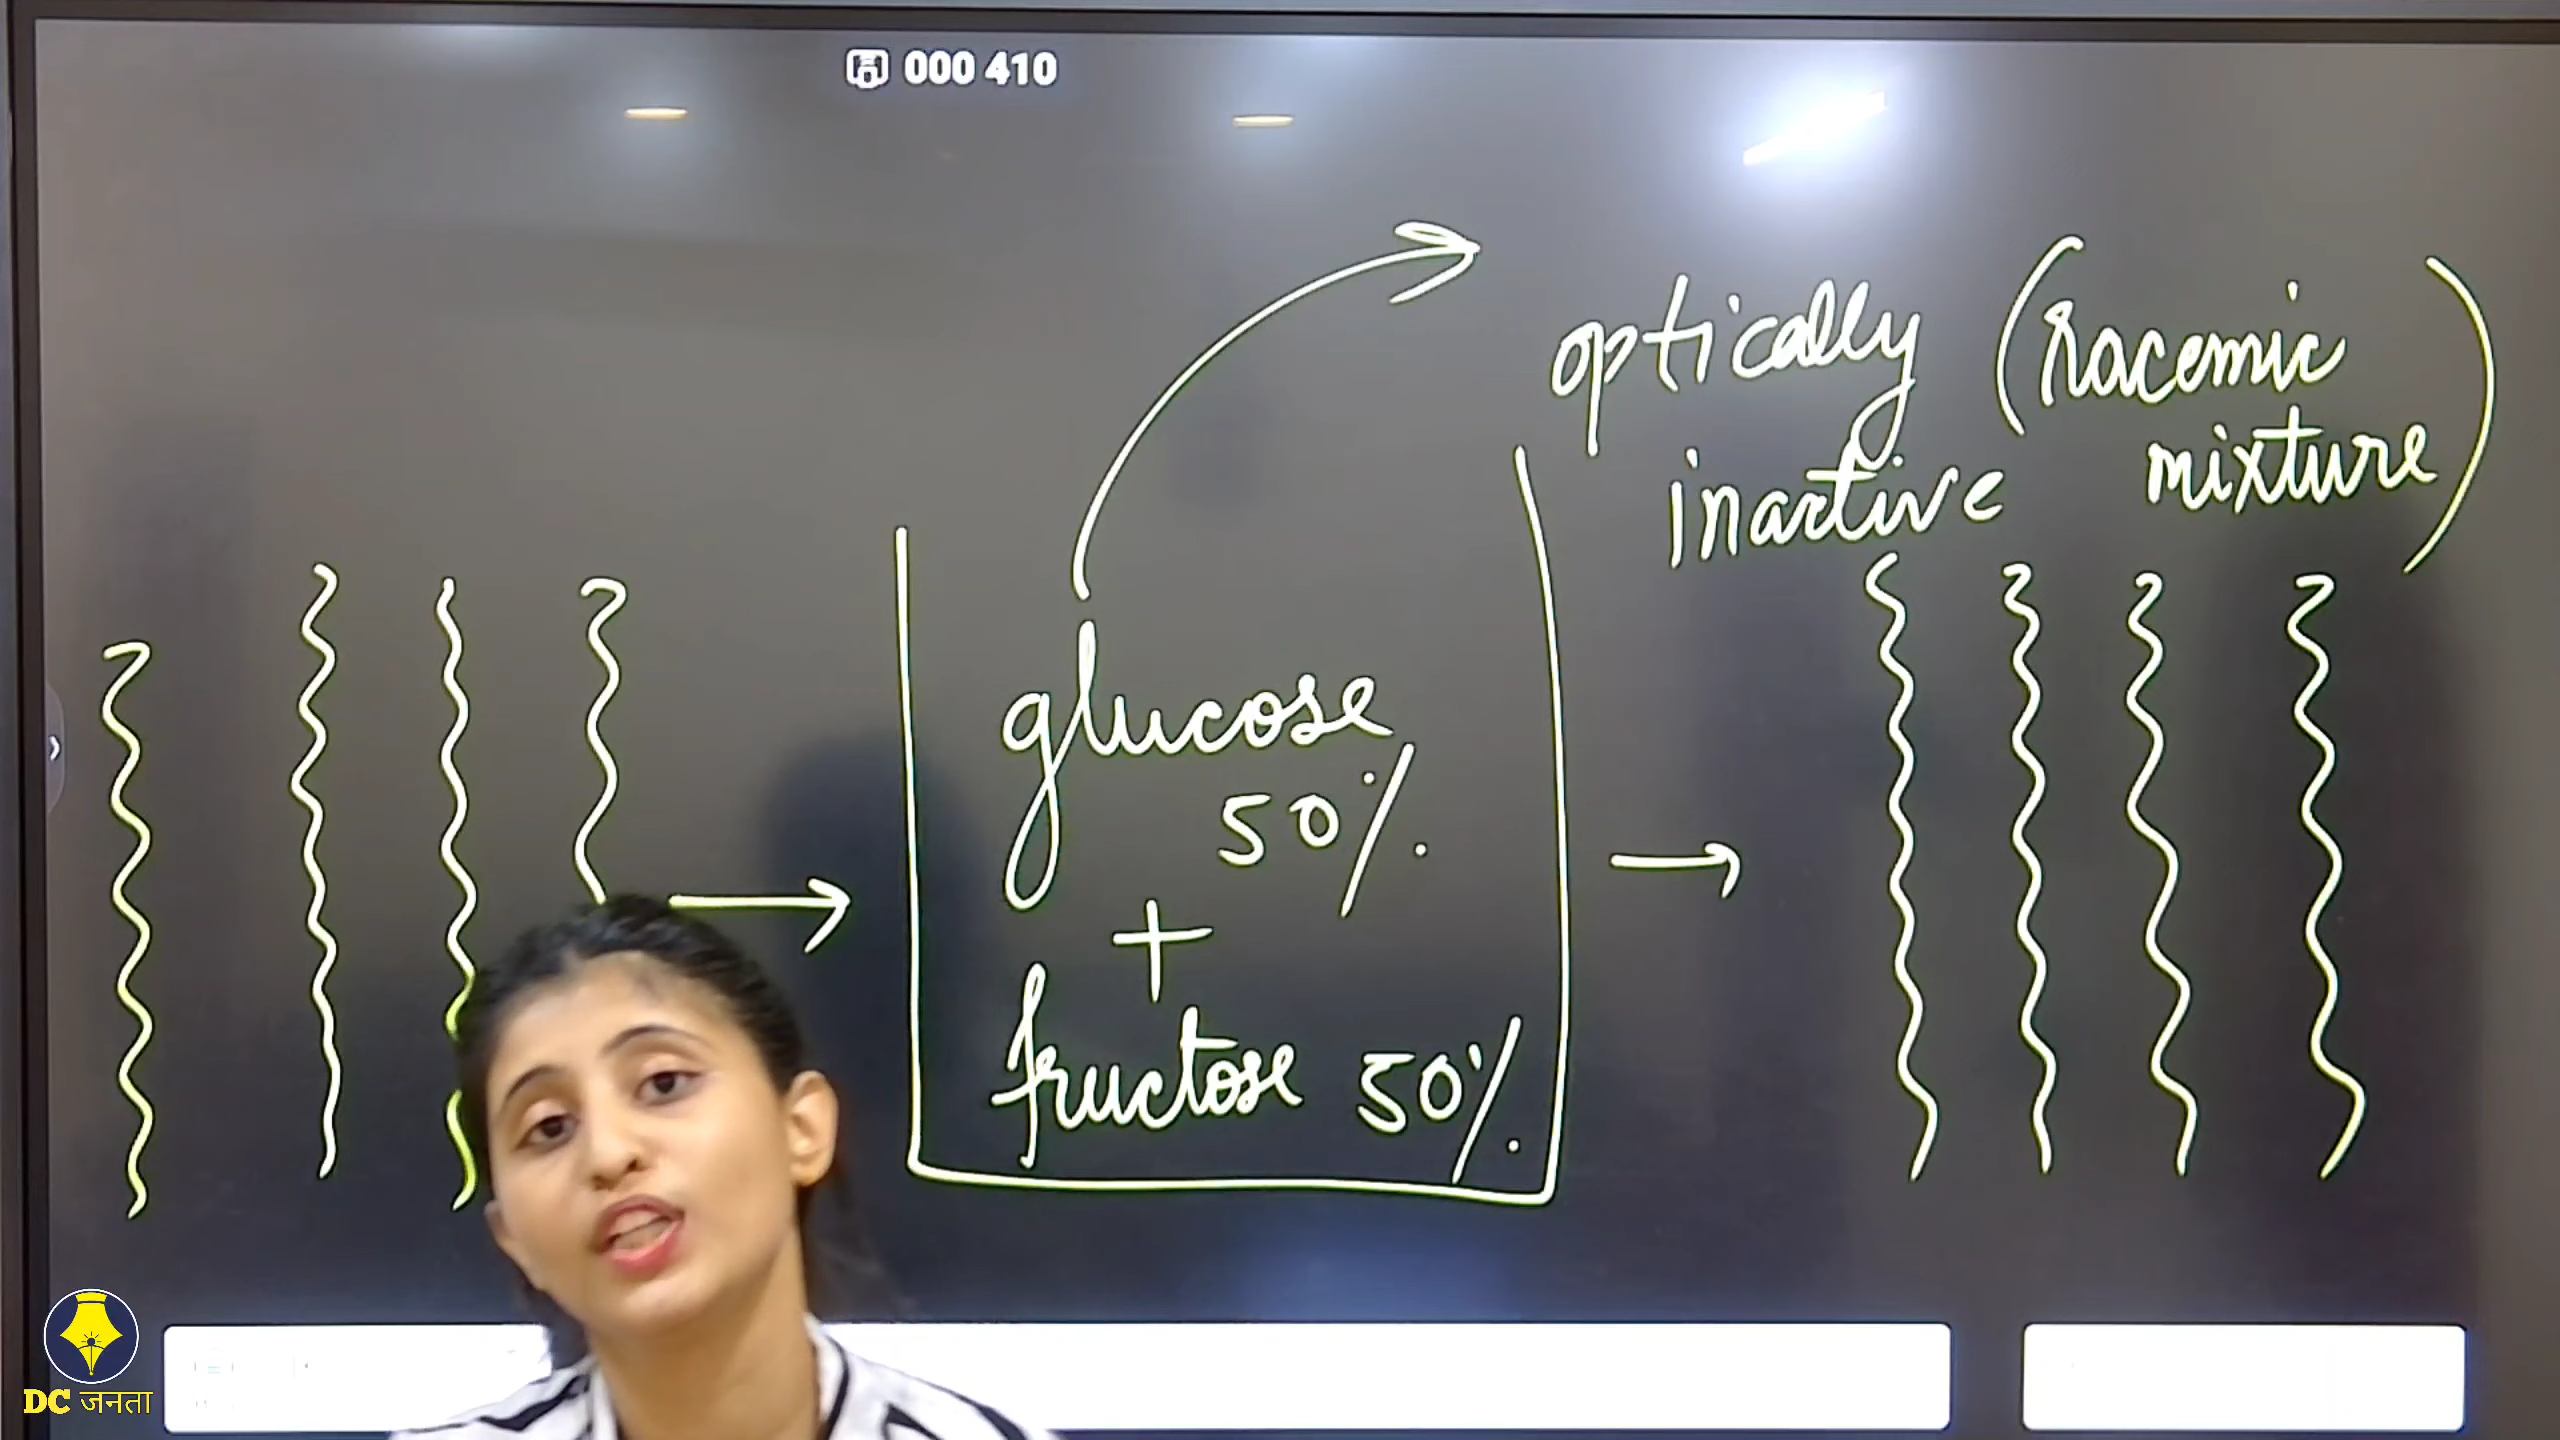 000 410
optically (racemic
inactive mixture)
glucose
50%
+
fructose 50%
DC जनता